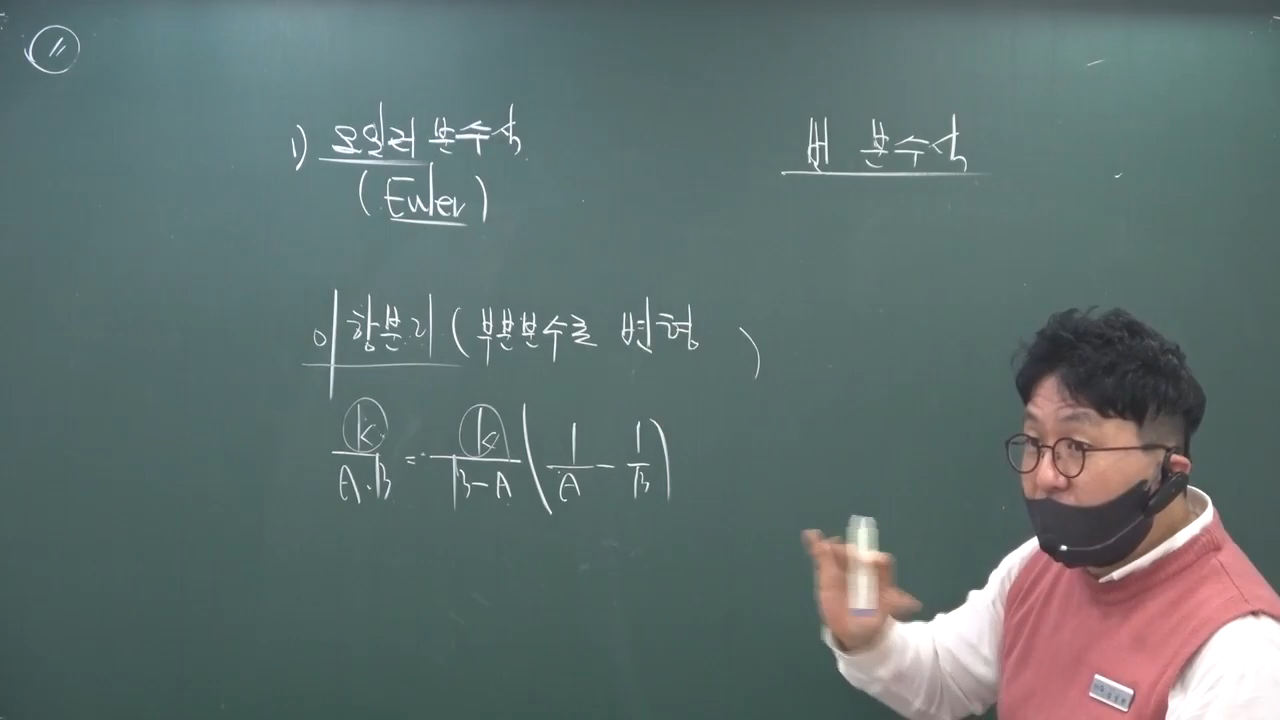 1) 오일러 분수식
(Euler)
번 분수식
이항분리 (부분분수로 변형 )
k/(A·B) = k/(B-A) (1/A - 1/B)